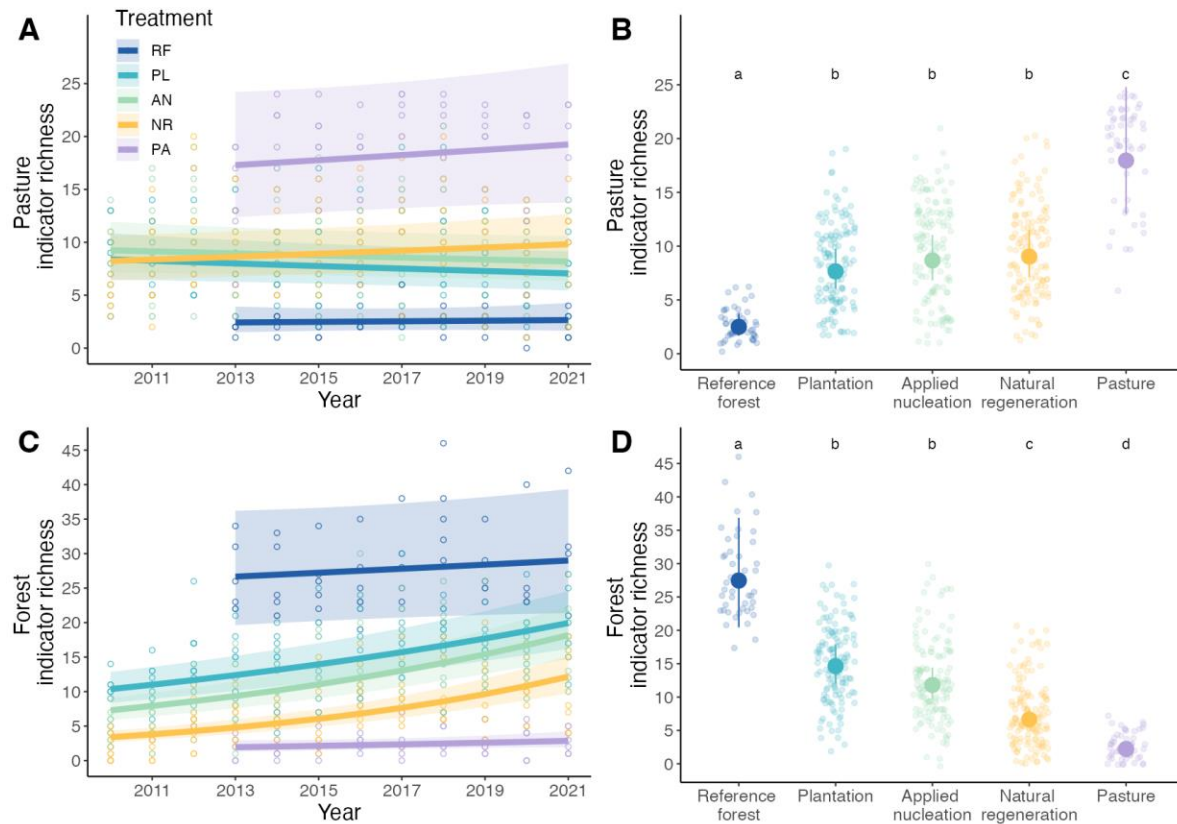 A
Treatment
RF
PL
AN
NR
PA
Pasture
indicator richness
25
20
15
10
5
0
2011 2013 2015 2017 2019 2021
Year
B
Pasture
indicator richness
25
20
15
10
5
0
a b b b c
Reference Plantation Applied Natural Pasture
forest nucleation regeneration
C
Forest
indicator richness
45
40
35
30
25
20
15
10
5
0
2011 2013 2015 2017 2019 2021
Year
D
Forest
indicator richness
45
40
35
30
25
20
15
10
5
0
a b b c d
Reference Plantation Applied Natural Pasture
forest nucleation regeneration